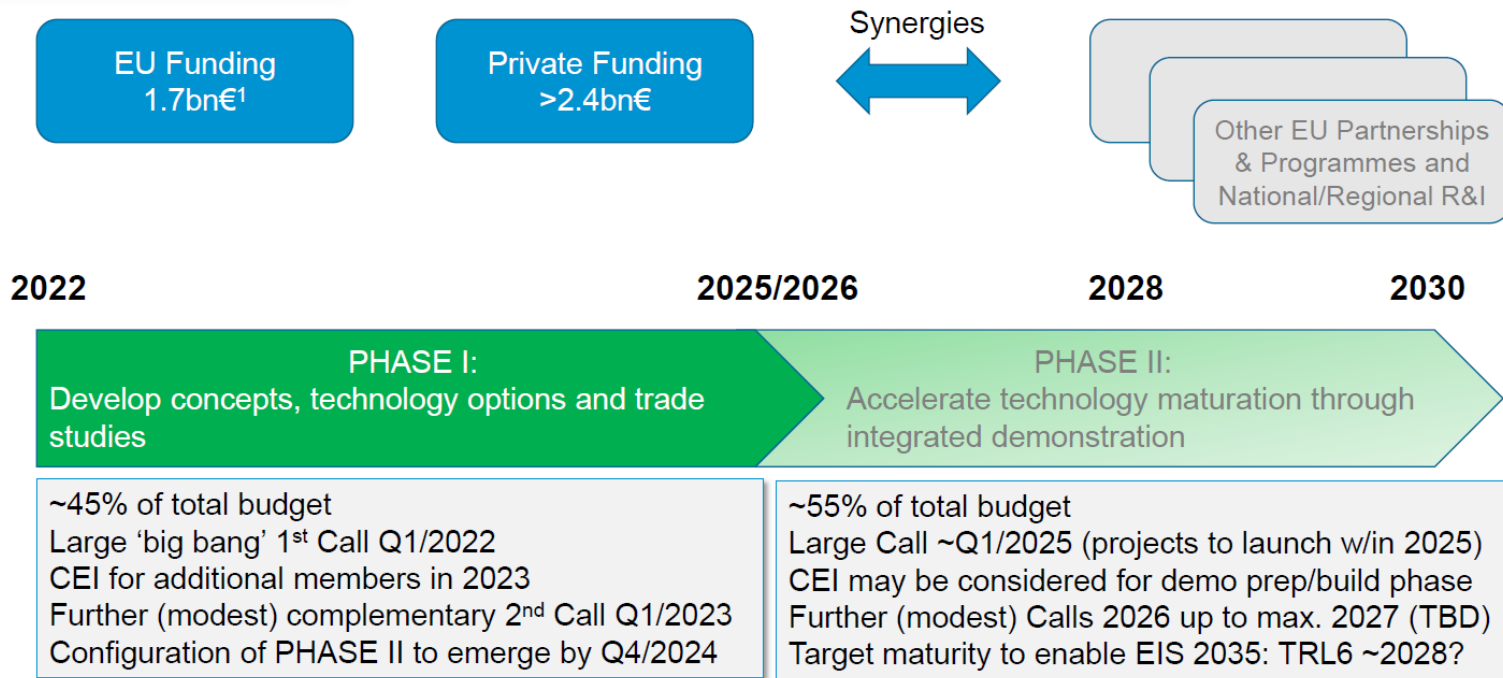 EU Funding
1.7bn€¹
Private Funding
>2.4bn€
Synergies
Other EU Partnerships
& Programmes and
National/Regional R&I
2022
2025/2026
2028
2030
PHASE I:
Develop concepts, technology options and trade
studies
PHASE II:
Accelerate technology maturation through
integrated demonstration
~45% of total budget
Large ‘big bang’ 1st Call Q1/2022
CEI for additional members in 2023
Further (modest) complementary 2nd Call Q1/2023
Configuration of PHASE II to emerge by Q4/2024
~55% of total budget
Large Call ~Q1/2025 (projects to launch w/in 2025)
CEI may be considered for demo prep/build phase
Further (modest) Calls 2026 up to max. 2027 (TBD)
Target maturity to enable EIS 2035: TRL6 ~2028?